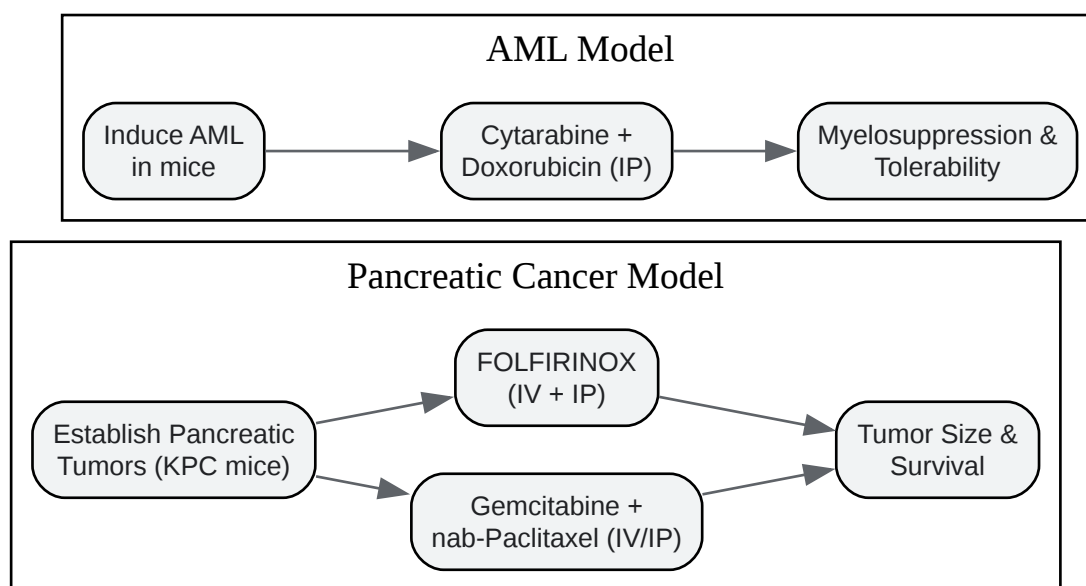 AML Model
Induce AML
in mice
Cytarabine +
Doxorubicin (IP)
Myelosuppression &
Tolerability
Pancreatic Cancer Model
Establish Pancreatic
Tumors (KPC mice)
FOLFIRINOX
(IV + IP)
Gemcitabine +
nab-Paclitaxel (IV/IP)
Tumor Size &
Survival